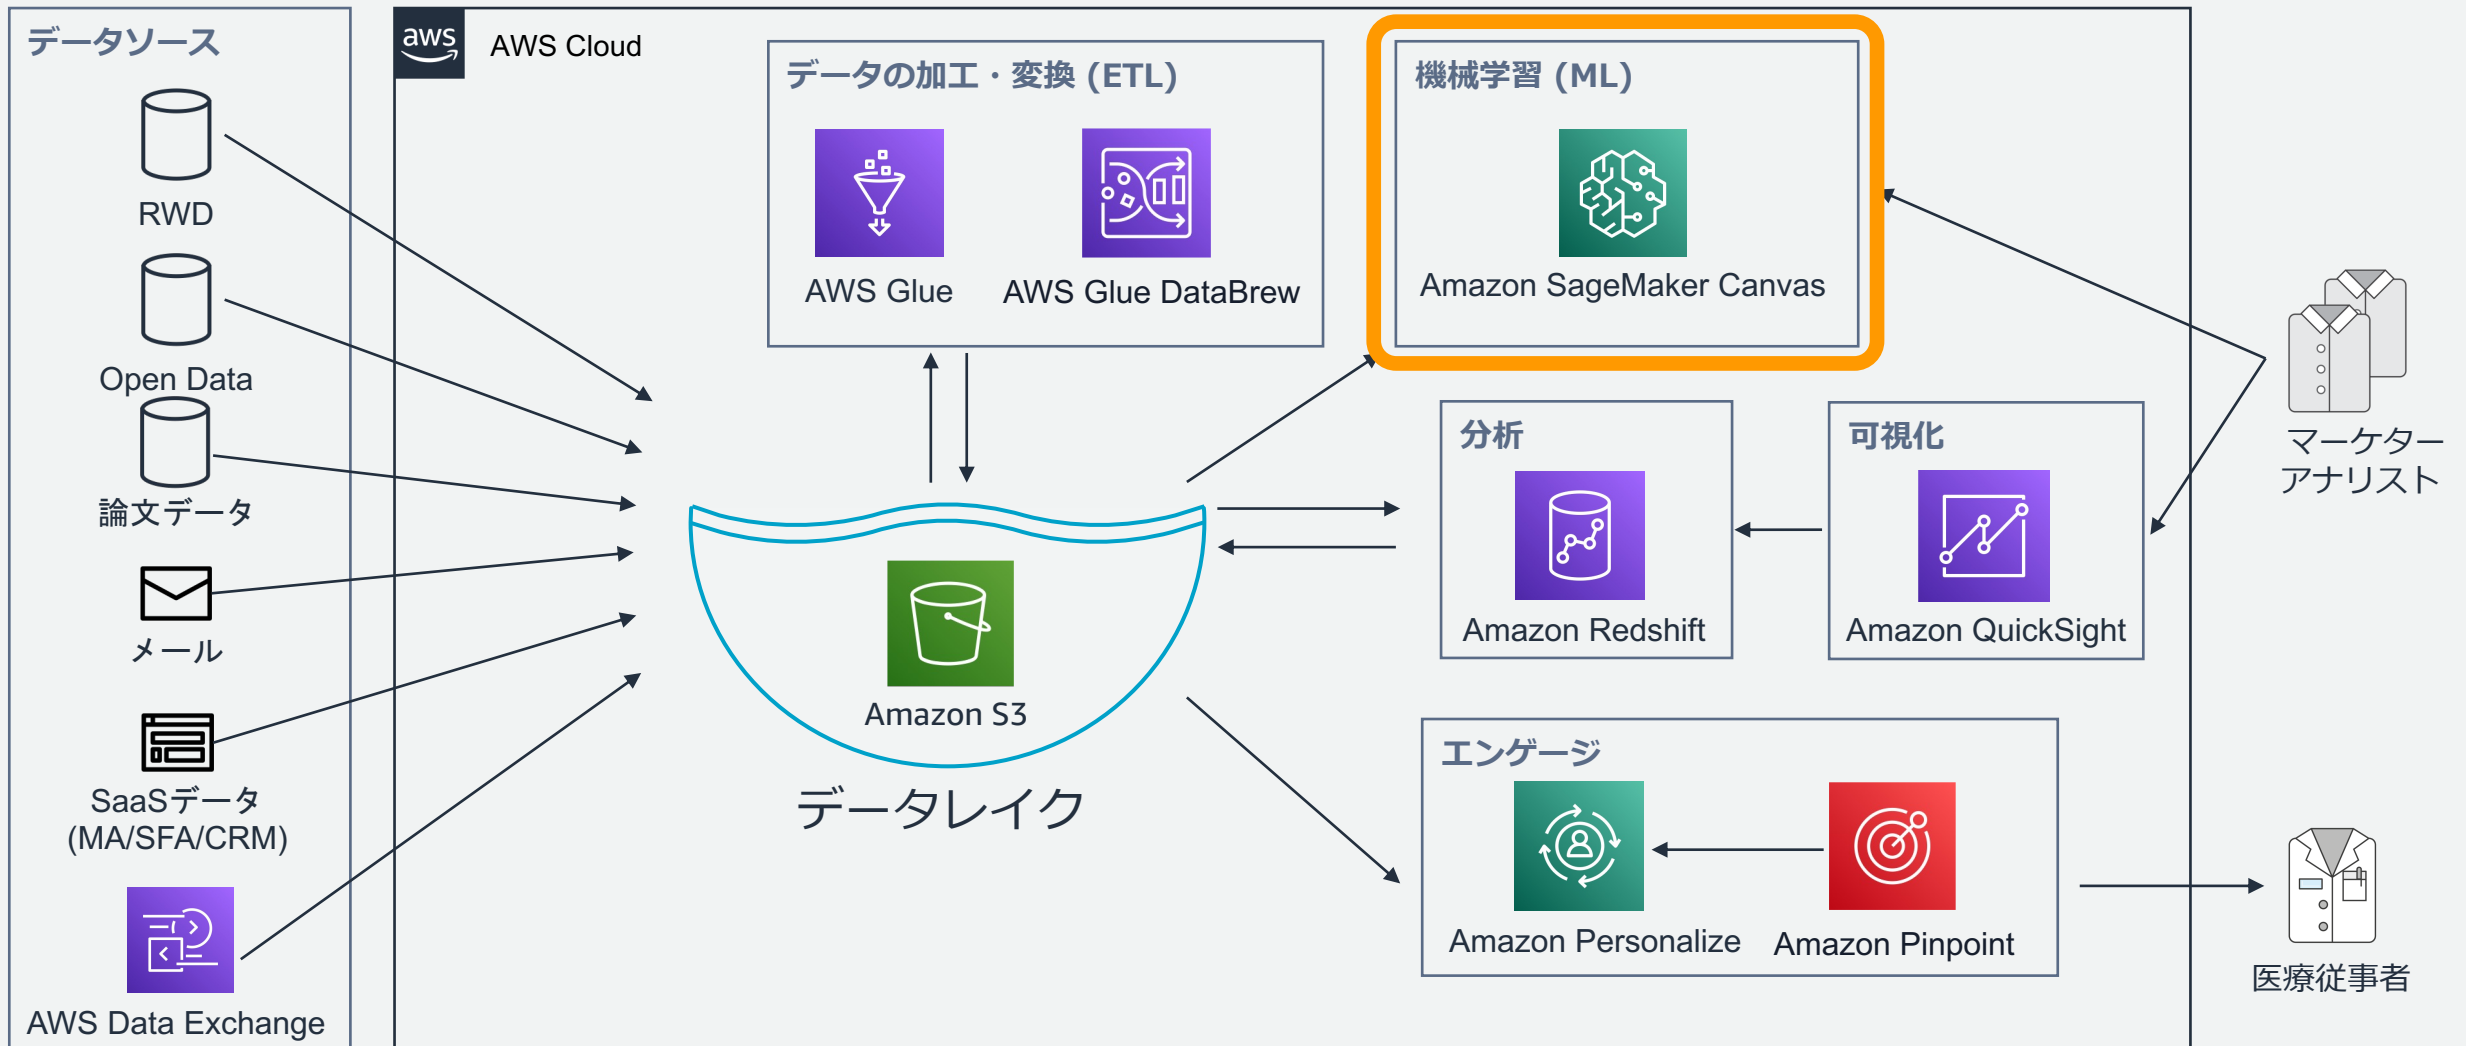 データソース
RWD
Open Data
論文データ
メール
SaaSデータ
(MA/SFA/CRM)
AWS Data Exchange
aws
AWS Cloud
データの加工・変換 (ETL)
AWS Glue
AWS Glue DataBrew
機械学習 (ML)
Amazon SageMaker Canvas
Amazon S3
データレイク
分析
Amazon Redshift
可視化
Amazon QuickSight
エンゲージ
Amazon Personalize
Amazon Pinpoint
マーケター
アナリスト
医療従事者